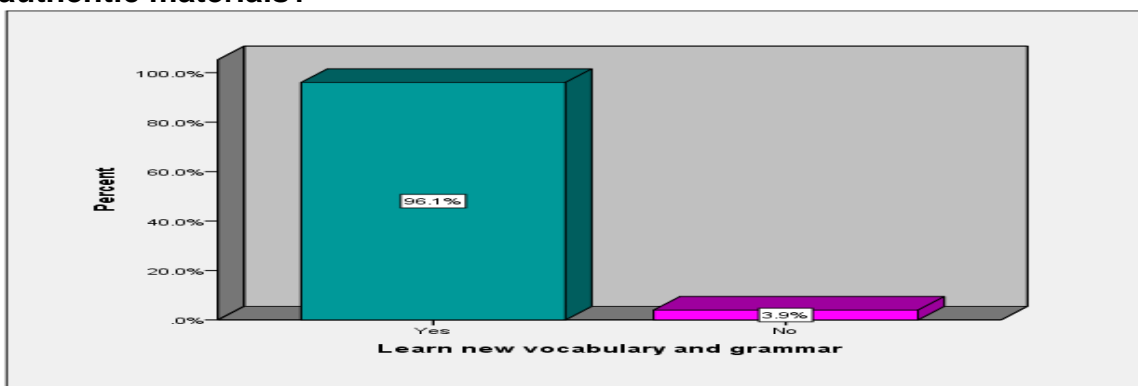 authentic materials?
100.0%
80.0%
60.0%
40.0%
20.0%
.0%
Percent
96.1%
3.9%
Yes
No
Learn new vocabulary and grammar